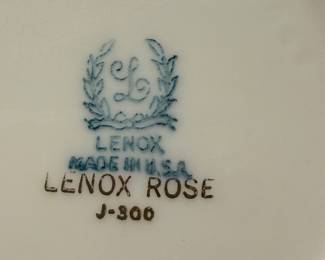 L
LENOX
MADE IN U.S.A.
LENOX ROSE
J-300